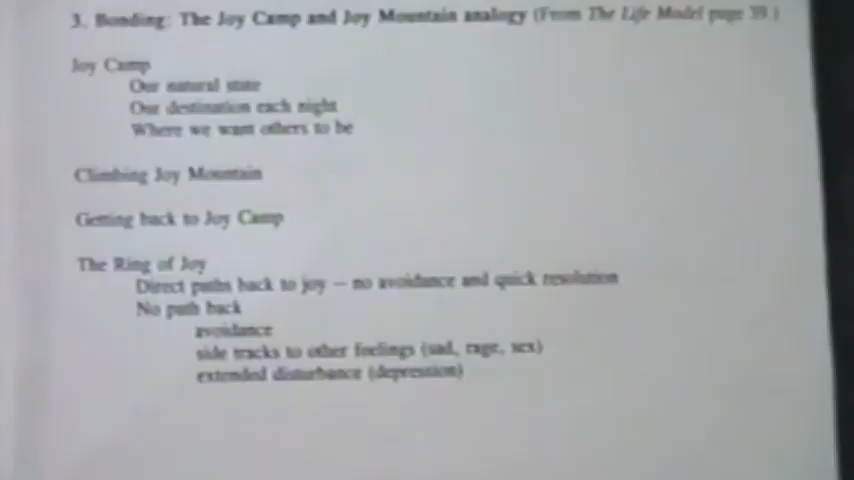 3. Bonding: The Joy Camp and Joy Mountain analogy (From The Life Model page 39.)
Joy Camp
Our natural state
Our destination each night
Where we want others to be
Climbing Joy Mountain
Getting back to Joy Camp
The Ring of Joy
Direct paths back to joy – no avoidance and quick resolution
No path back
avoidance
side tracks to other feelings (sad, rage, sex)
extended disturbance (depression)